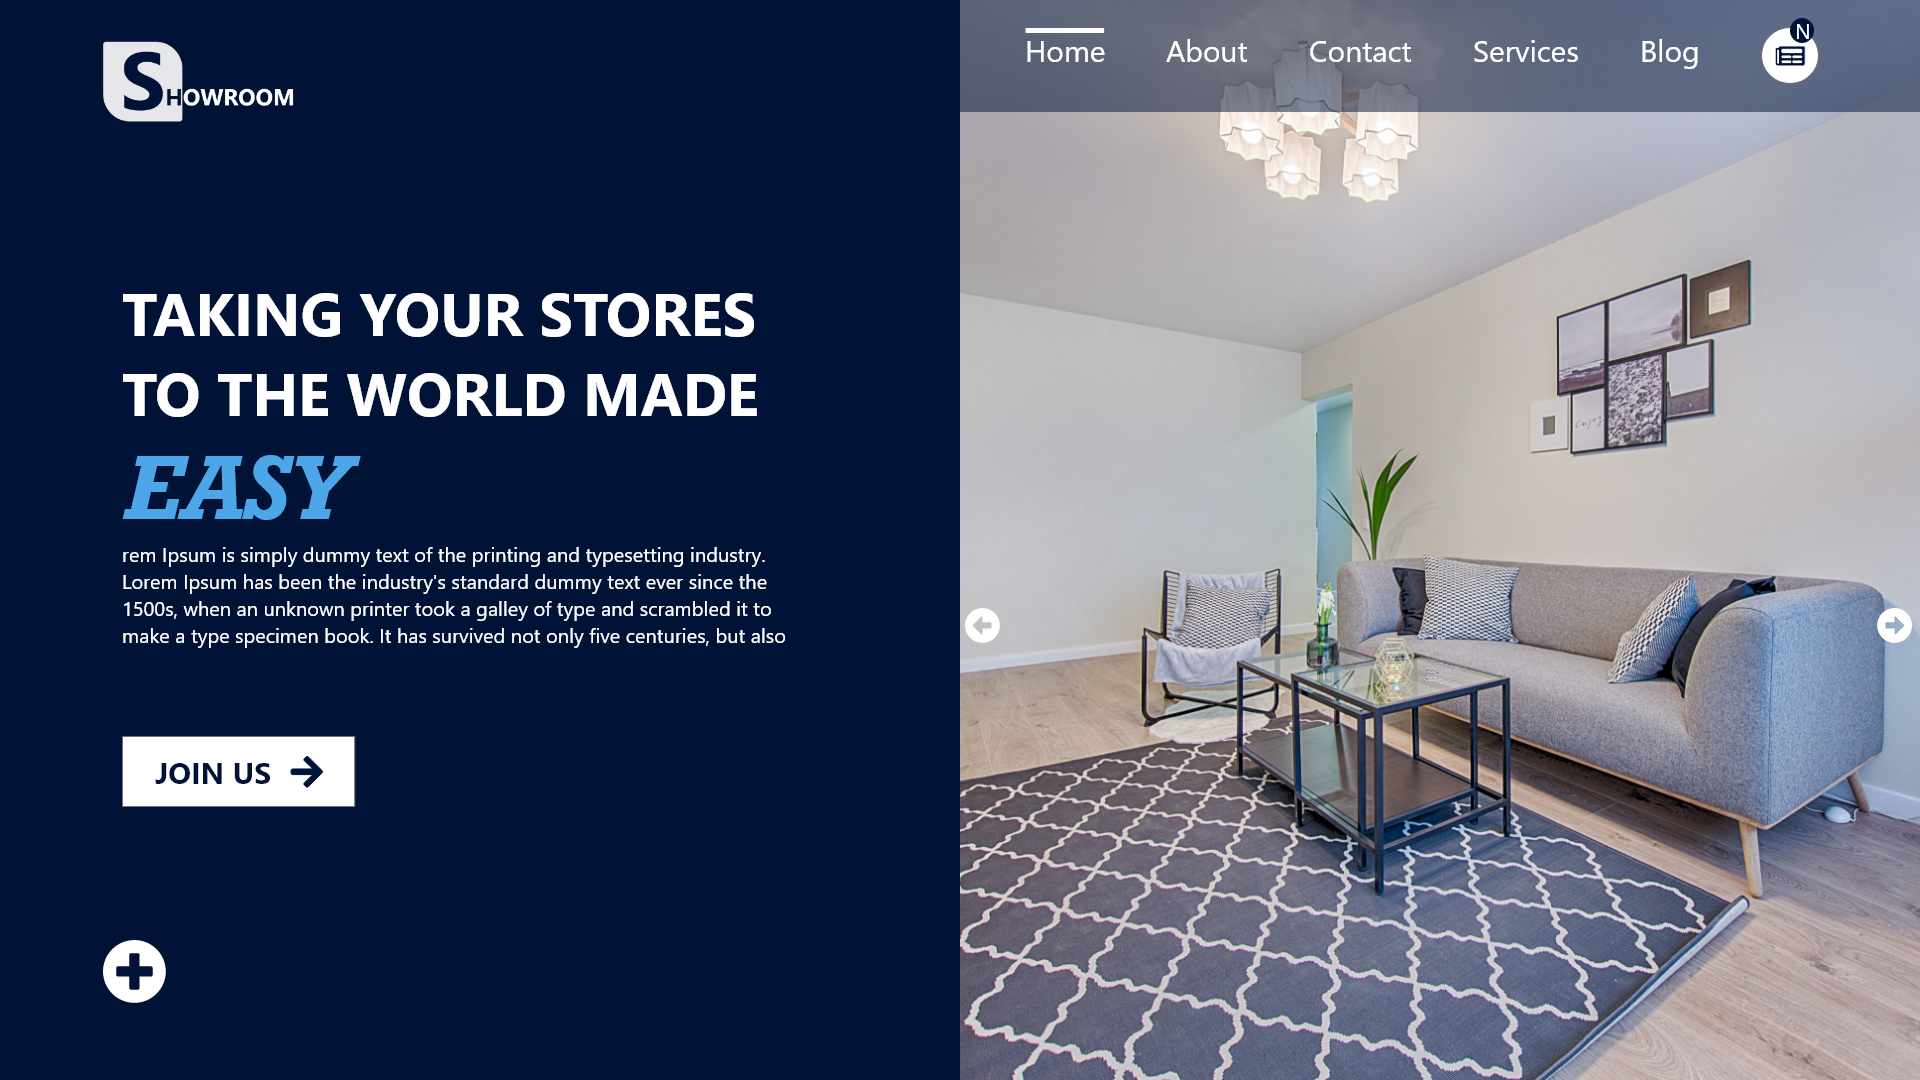 SHOWROOM
Home About Contact Services Blog N
TAKING YOUR STORES
TO THE WORLD MADE
EASY
rem Ipsum is simply dummy text of the printing and typesetting industry.
Lorem Ipsum has been the industry's standard dummy text ever since the
1500s, when an unknown printer took a galley of type and scrambled it to
make a type specimen book. It has survived not only five centuries, but also
JOIN US
enjoy